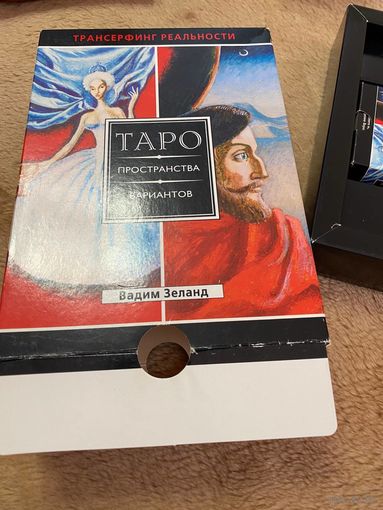 ТРАНСЕРФИНГ РЕАЛЬНОСТИ
ТАРО
ПРОСТРАНСТВА
ВАРИАНТОВ
Вадим Зеланд